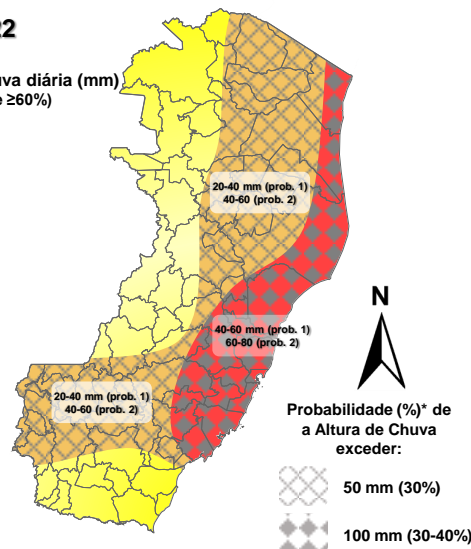 22
uva diária (mm)
e ≥60%)
20-40 mm (prob. 1)
40-60 (prob. 2)
40-60 mm (prob. 1)
60-80 (prob. 2)
20-40 mm (prob. 1)
40-60 (prob. 2)
N
Probabilidade (%)* de
a Altura de Chuva
exceder:
50 mm (30%)
100 mm (30-40%)